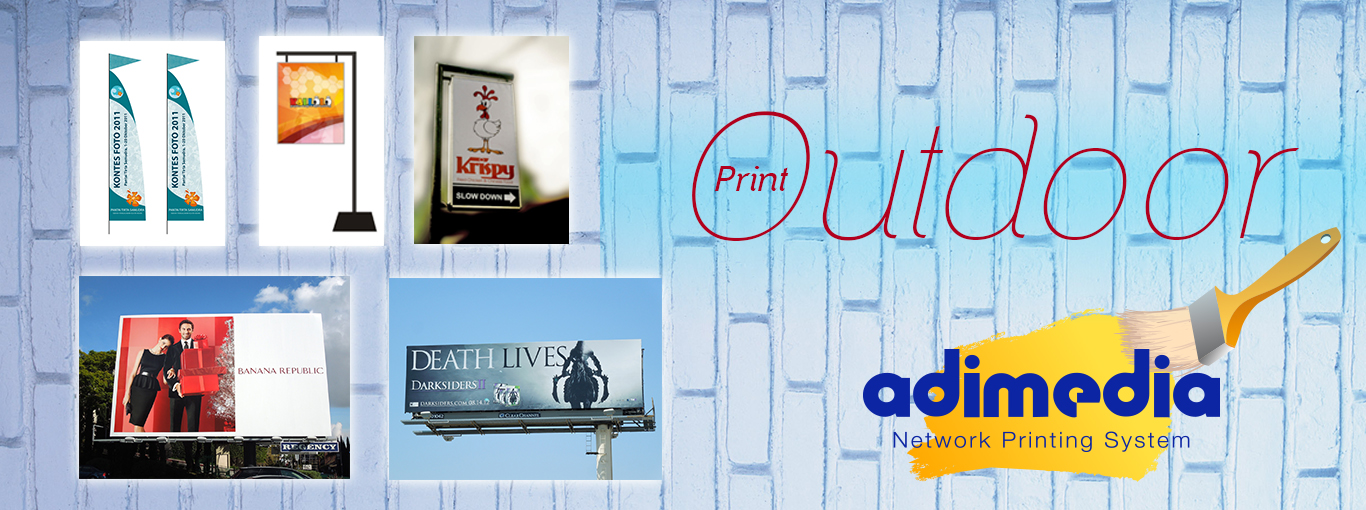 KONTES FOTO 2011
KONTES FOTO 2011
Krispy
SLOW DOWN
BANANA REPUBLIC
REGENCY
DEATH LIVES
DARKSIDERS II
DARKSIDERS.COM 08.14
CLEAR CHANNEL
Print
Outdoor
adimedia
Network Printing System